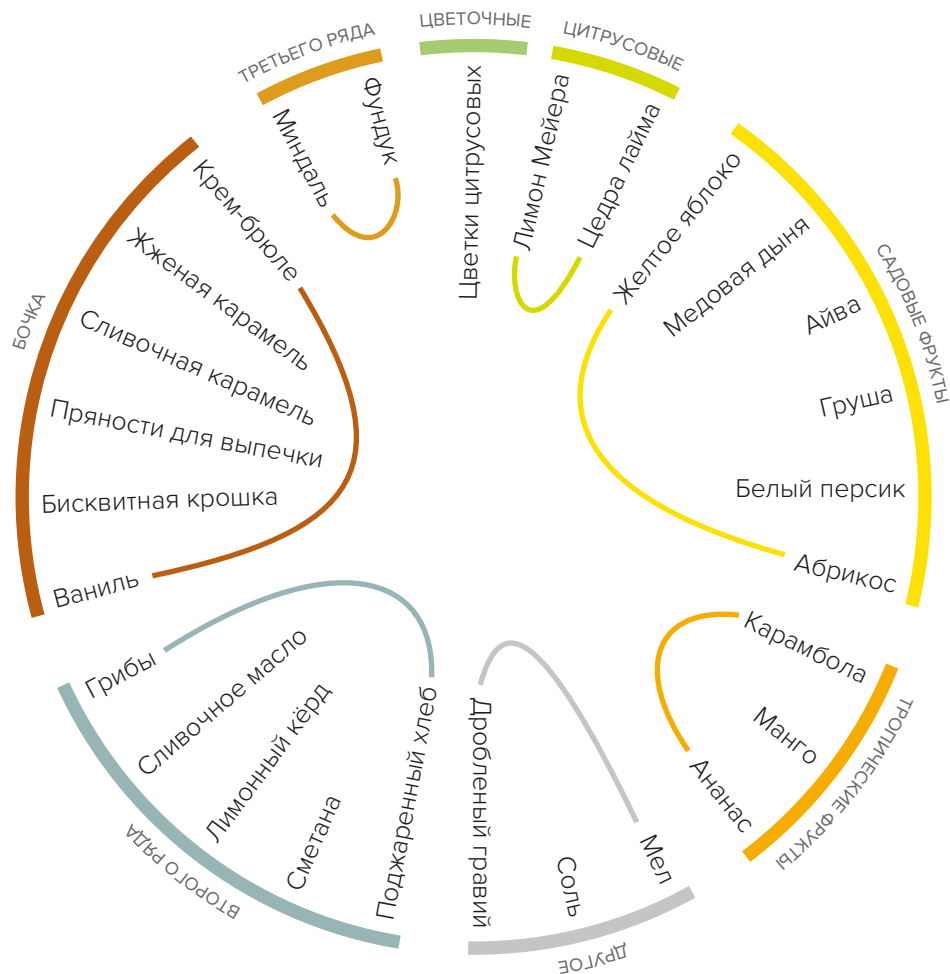 ТРЕТЬЕГО РЯДА
Миндаль
Фундук
ЦВЕТОЧНЫЕ
Цветки цитрусовых
ЦИТРУСОВЫЕ
Лимон Мейера
Цедра лайма
САДОВЫЕ ФРУКТЫ
Желтое яблоко
Медовая дыня
Айва
Груша
Белый персик
Абрикос
ТРОПИЧЕСКИЕ ФРУКТЫ
Карамбола
Манго
Ананас
ДРУГОЕ
Мел
Соль
Дробленый гравий
ВТОРОГО РЯДА
Поджаренный хлеб
Сметана
Лимонный кёрд
Сливочное масло
Грибы
БОЧКА
Ваниль
Бисквитная крошка
Пряности для выпечки
Сливочная карамель
Жженая карамель
Крем-брюле